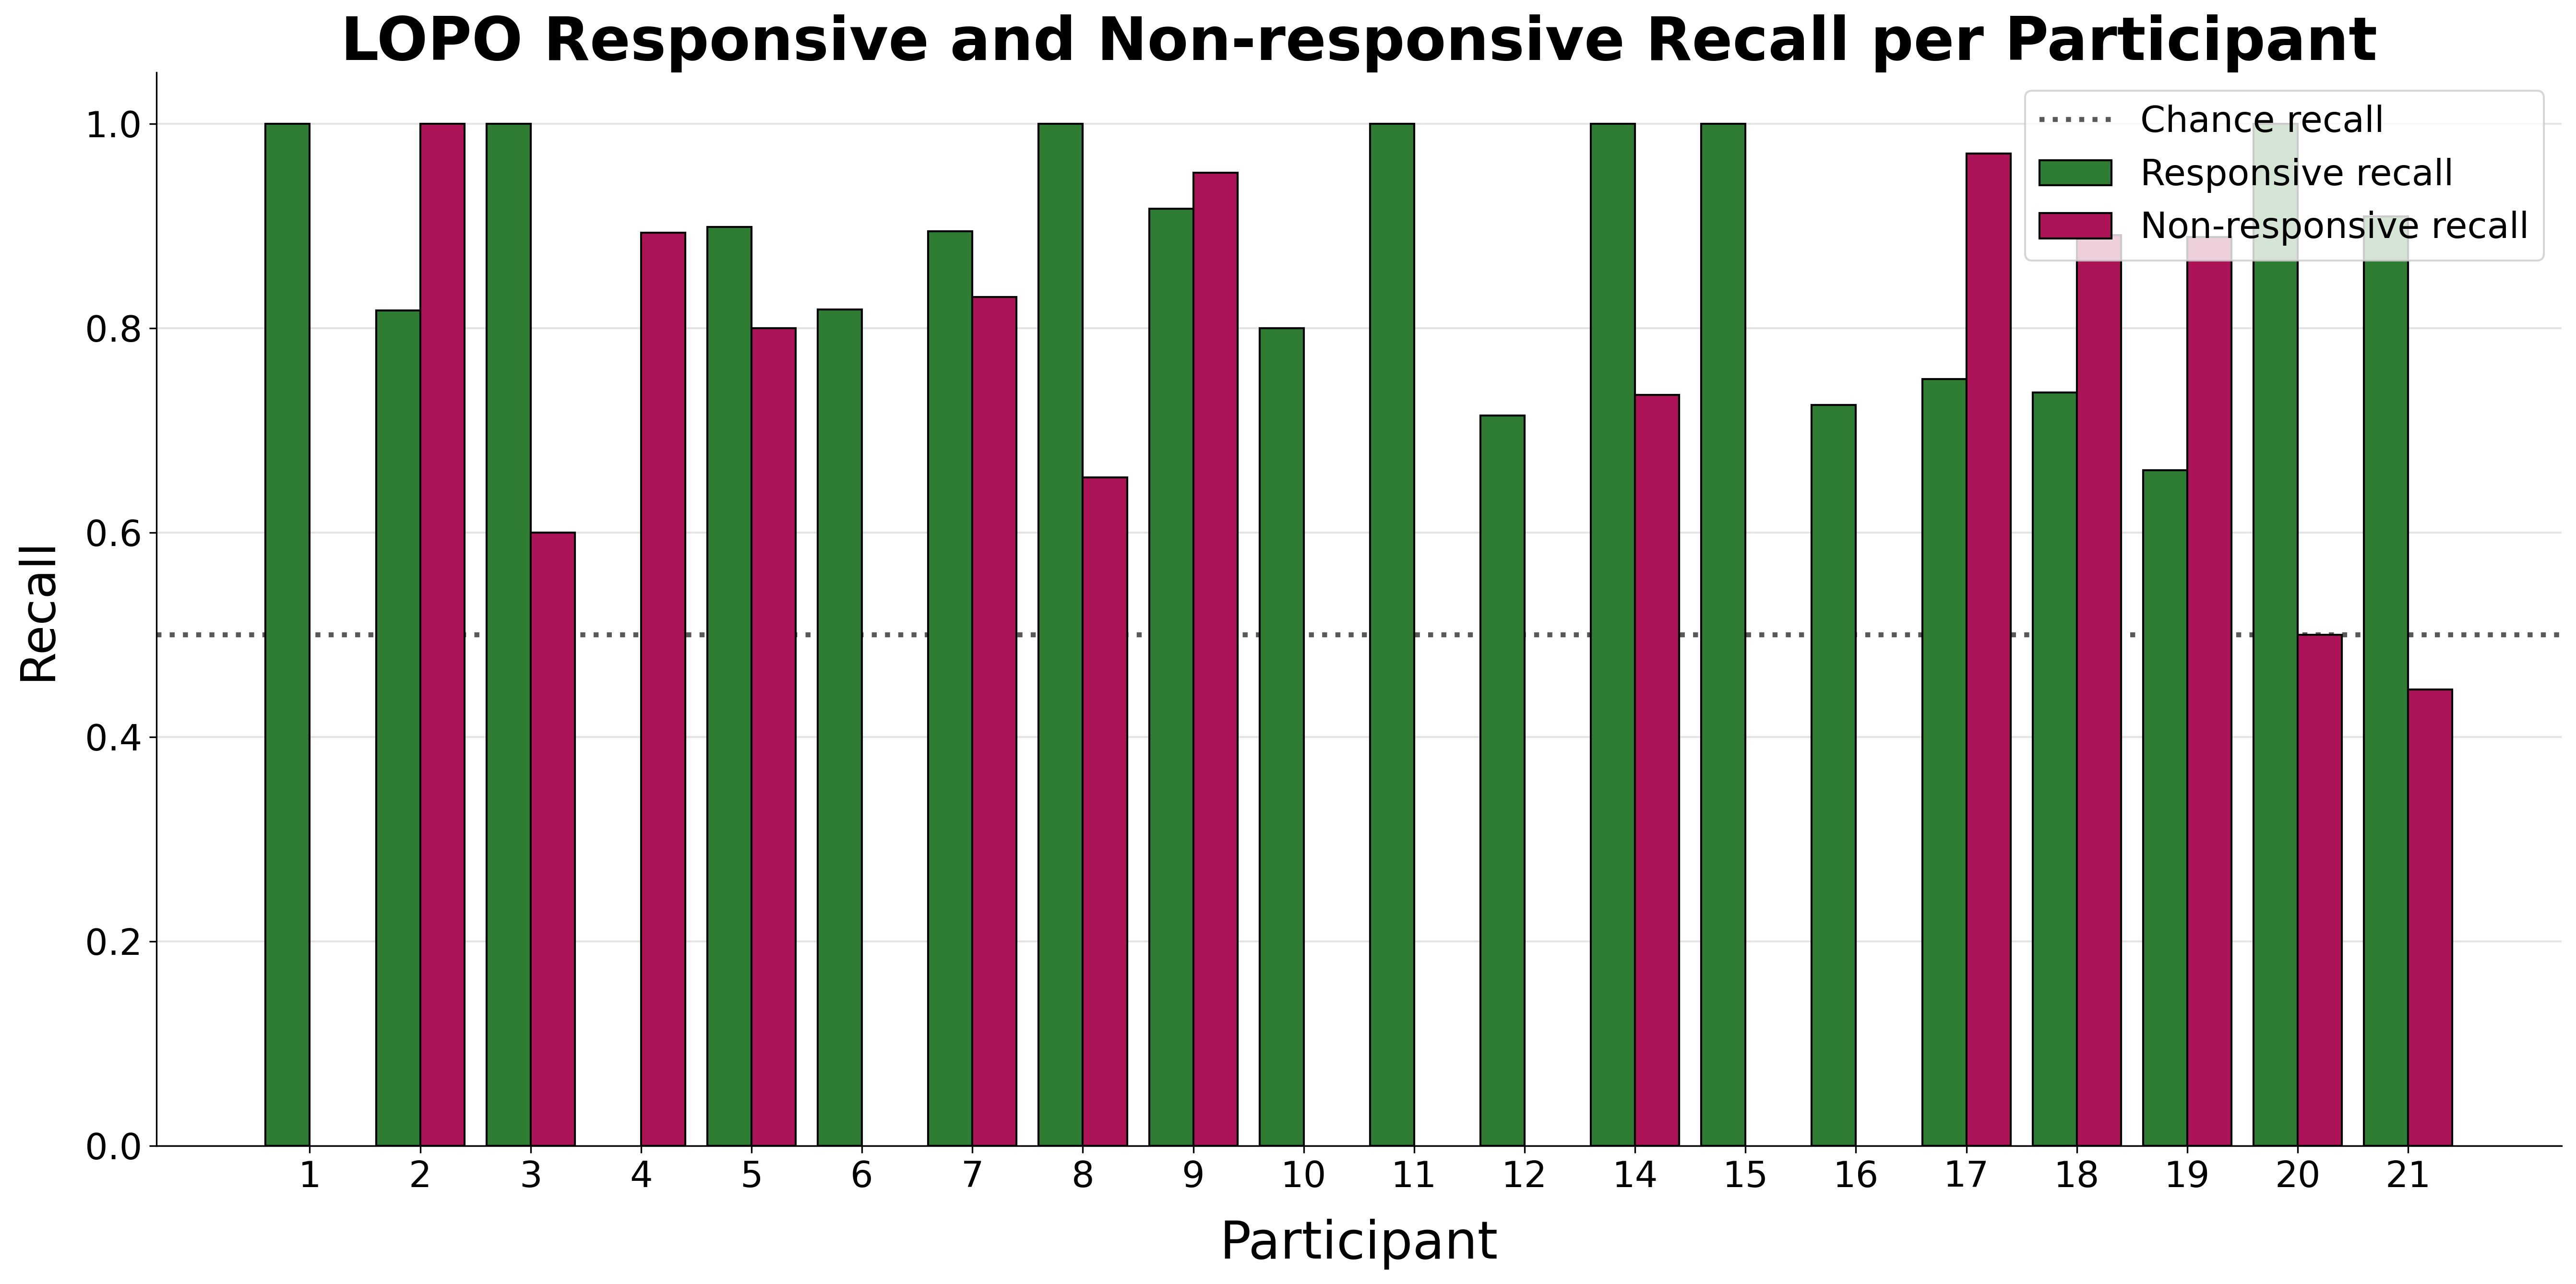 LOPO Responsive and Non-responsive Recall per Participant
Chance recall
Responsive recall
Non-responsive recall
1.0
0.8
0.6
0.4
0.2
0.0
Recall
1 2 3 4 5 6 7 8 9 10 11 12 14 15 16 17 18 19 20 21
Participant